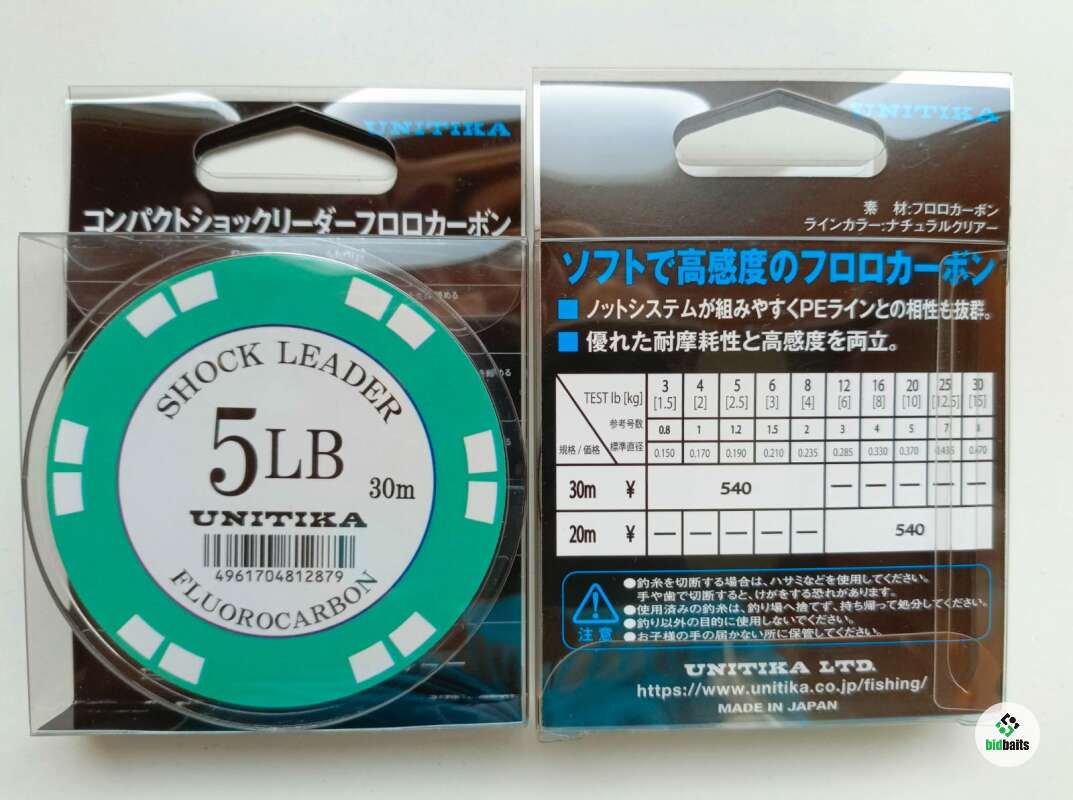 UNITIKA
コンパクトショックリーダーフロロカーボン
SHOCK LEADER
5LB
30m
UNITIKA
4961704812879
FLUOROCARBON
UNITIKA
素 材:フロロカーボン
ラインカラー:ナチュラルクリアー
ソフトで高感度のフロロカーボン
■ ノットシステムが組みやすくPEラインとの相性も抜群。
■ 優れた耐摩耗性と高感度を両立。
TEST lb [kg] 3 4 5 6 8 12 16 20 25 30
[1.5] [2] [2.5] [3] [4] [6] [8] [10] [12.5] [15]
参考号数 0.8 1 1.2 1.5 2 3 4 5 7 8
規格 / 価格 標準直径 0.150 0.170 0.190 0.210 0.235 0.285 0.330 0.370 0.435 0.470
30m ¥ 540 — — — — —
20m ¥ — — — — — 540
注意
●釣糸を切断する場合は、ハサミなどを使用してください。
手や歯で切断すると、けがをする恐れがあります。
●使用済みの釣糸は、釣り場へ捨てず、持ち帰って処分してください。
●釣り以外の目的に使用しないでください。
●お子様の手の届かない所に保管してください。
UNITIKA LTD.
https://www.unitika.co.jp/fishing/
MADE IN JAPAN
bidbaits